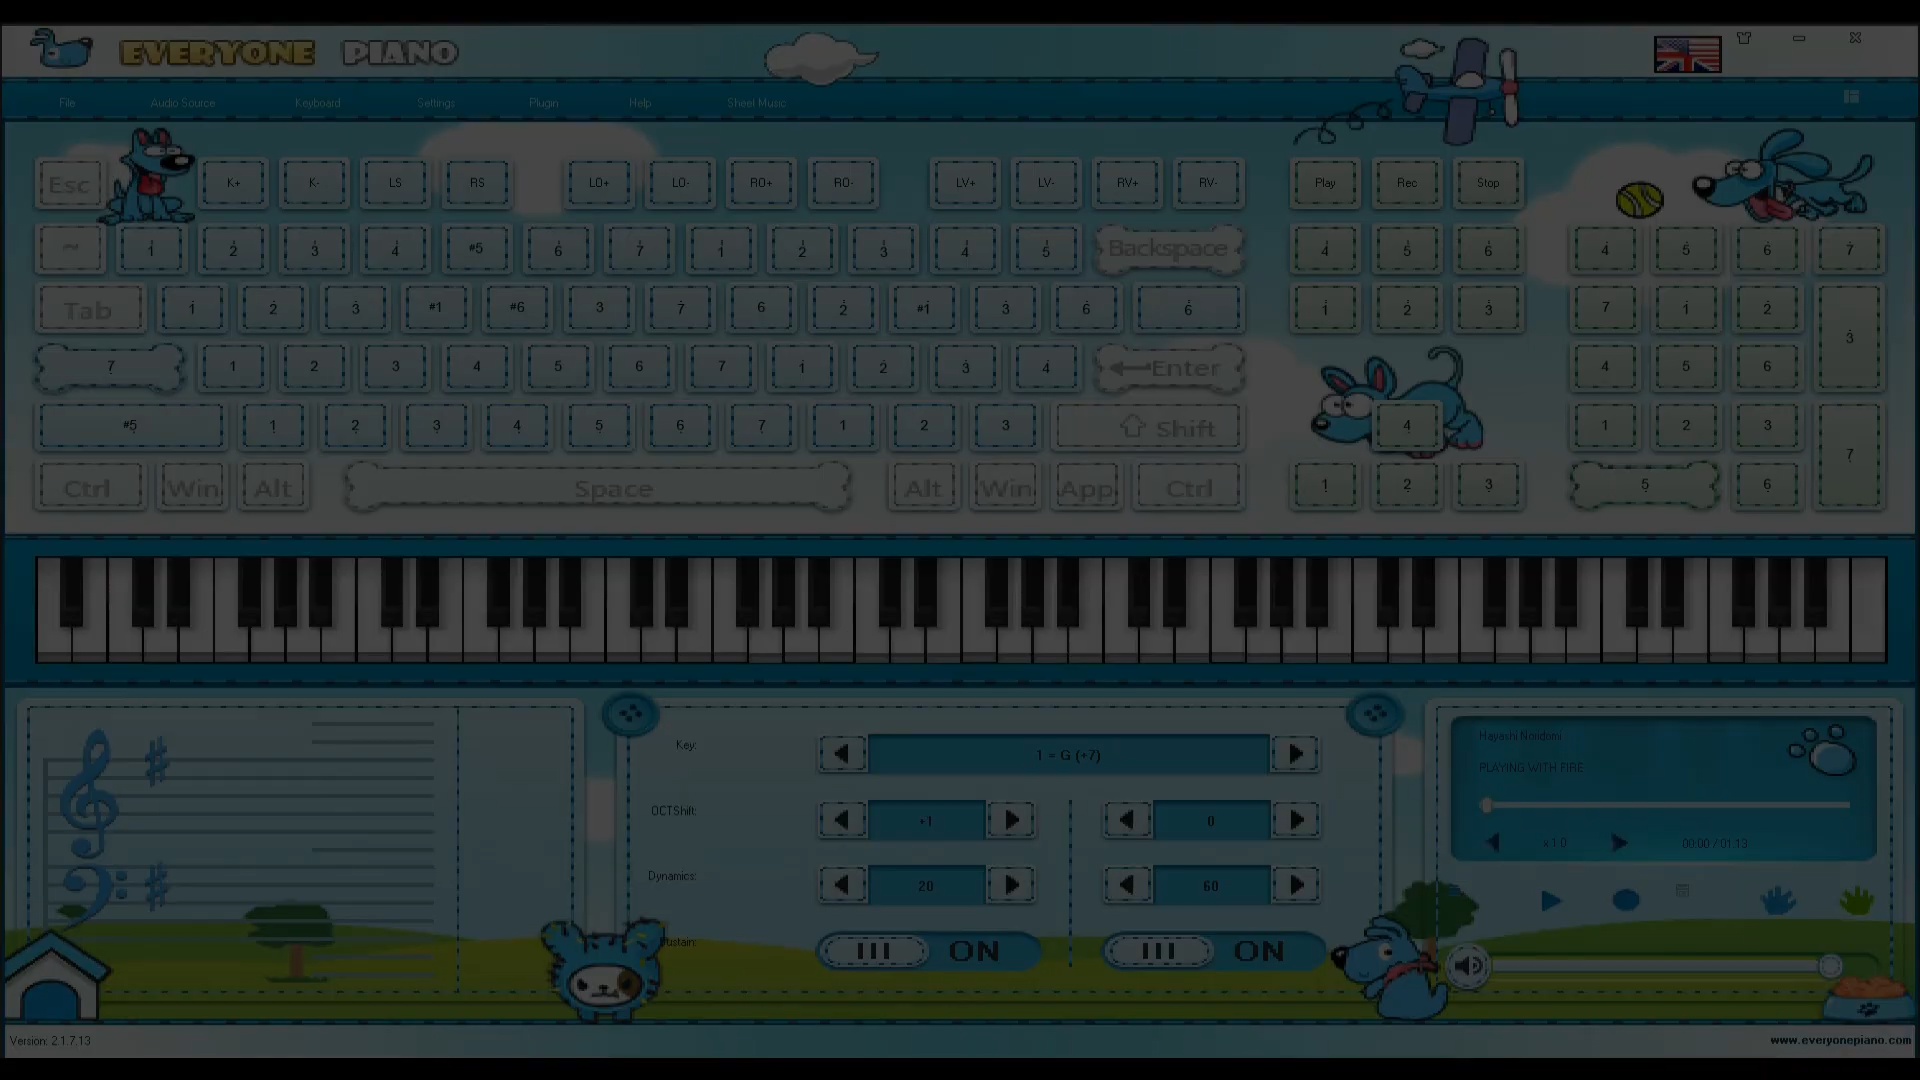 EVERYONE PIANO
File Audio Source Keyboard Settings Plugin Help Sheet Music
Esc K+ K- LS RS LO+ LO- RO+ RO- LV+ LV- RV+ RV- Play Rec Stop
~ 1 2 3 4 #5 6 7 1 2 3 4 5 Backspace 4 5 6 4 5 6 7
Tab 1 2 3 #1 #6 3 7 6 2 #1 3 6 6 1 2 3 7 1 2 3
7 1 2 3 4 5 6 7 1 2 3 4 Enter 4 5 6
#5 1 2 3 4 5 6 7 1 2 3 Shift 4 1 2 3 7
Ctrl Win Alt Space Alt Win App Ctrl 1 2 3 5 6
Key: 1 = G (+7)
OCTShift: +1 0
Dynamics: 20 60
Sustain: ON ON
Hayashi Noridomi
PLAYING WITH FIRE
x1.0 00:00 / 01:13
Version: 2.1.7.13
www.everyonepiano.com